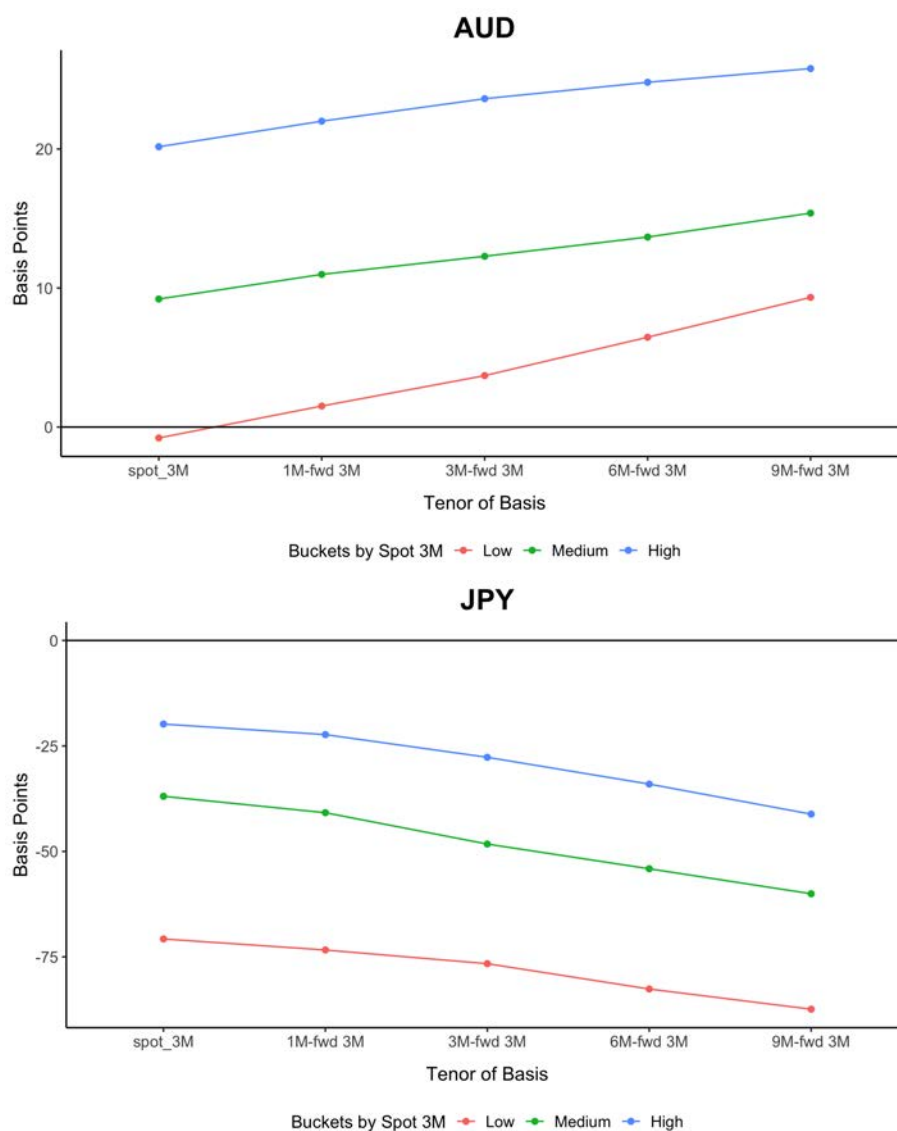 AUD
20
10
0
Basis Points
spot_3M 1M-fwd 3M 3M-fwd 3M 6M-fwd 3M 9M-fwd 3M
Tenor of Basis
Buckets by Spot 3M Low Medium High
JPY
0
-25
-50
-75
Basis Points
spot_3M 1M-fwd 3M 3M-fwd 3M 6M-fwd 3M 9M-fwd 3M
Tenor of Basis
Buckets by Spot 3M Low Medium High